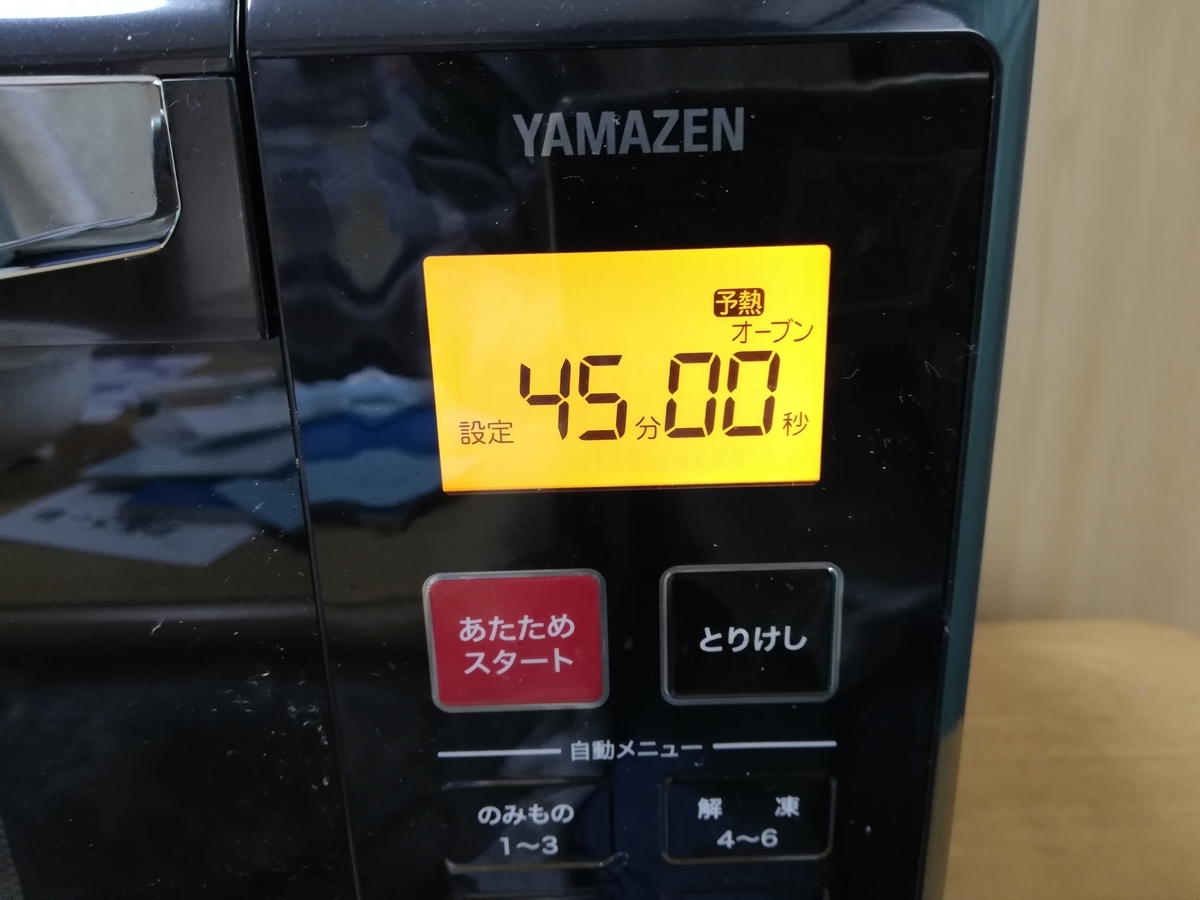 YAMAZEN
予熱
オーブン
設定 45分00秒
あたため
スタート
とりけし
自動メニュー
のみもの
1〜3
解 凍
4〜6